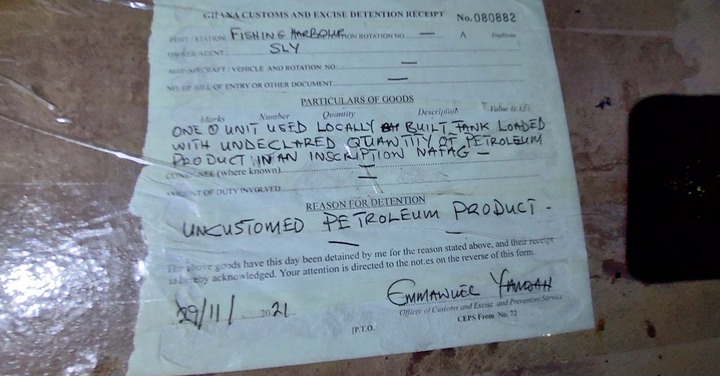 GHANA CUSTOMS AND EXCISE DETENTION RECEIPT No. 080882
PORT/STATION FISHING HARBOUR ROTATION NO. — A Duplicate
OWNER/AGENT SLY
SHIP/AIRCRAFT / VEHICLE AND ROTATION NO. —
NO. OF BILL OF ENTRY OR OTHER DOCUMENT —
PARTICULARS OF GOODS
Marks Number Quantity Description Value is (₵)
ONE UNIT USED LOCALLY BUILT TANK LOADED
WITH UNDECLARED QUANTITY OF PETROLEUM
PRODUCT IN AN INSCRIPTION NAFAG —
CONSIGNEE (where known) —
AMOUNT OF DUTY INVOLVED —
REASON FOR DETENTION
UNCUSTOMED PETROLEUM PRODUCT -
The above goods have this day been detained by me for the reason stated above, and their receipt
is hereby acknowledged. Your attention is directed to the not.es on the reverse of this form.
EMMANUEL
29/11/ 2021 Officer of Customs and Excise and Preventive Service
[P.T.O. CEPS From No. 72